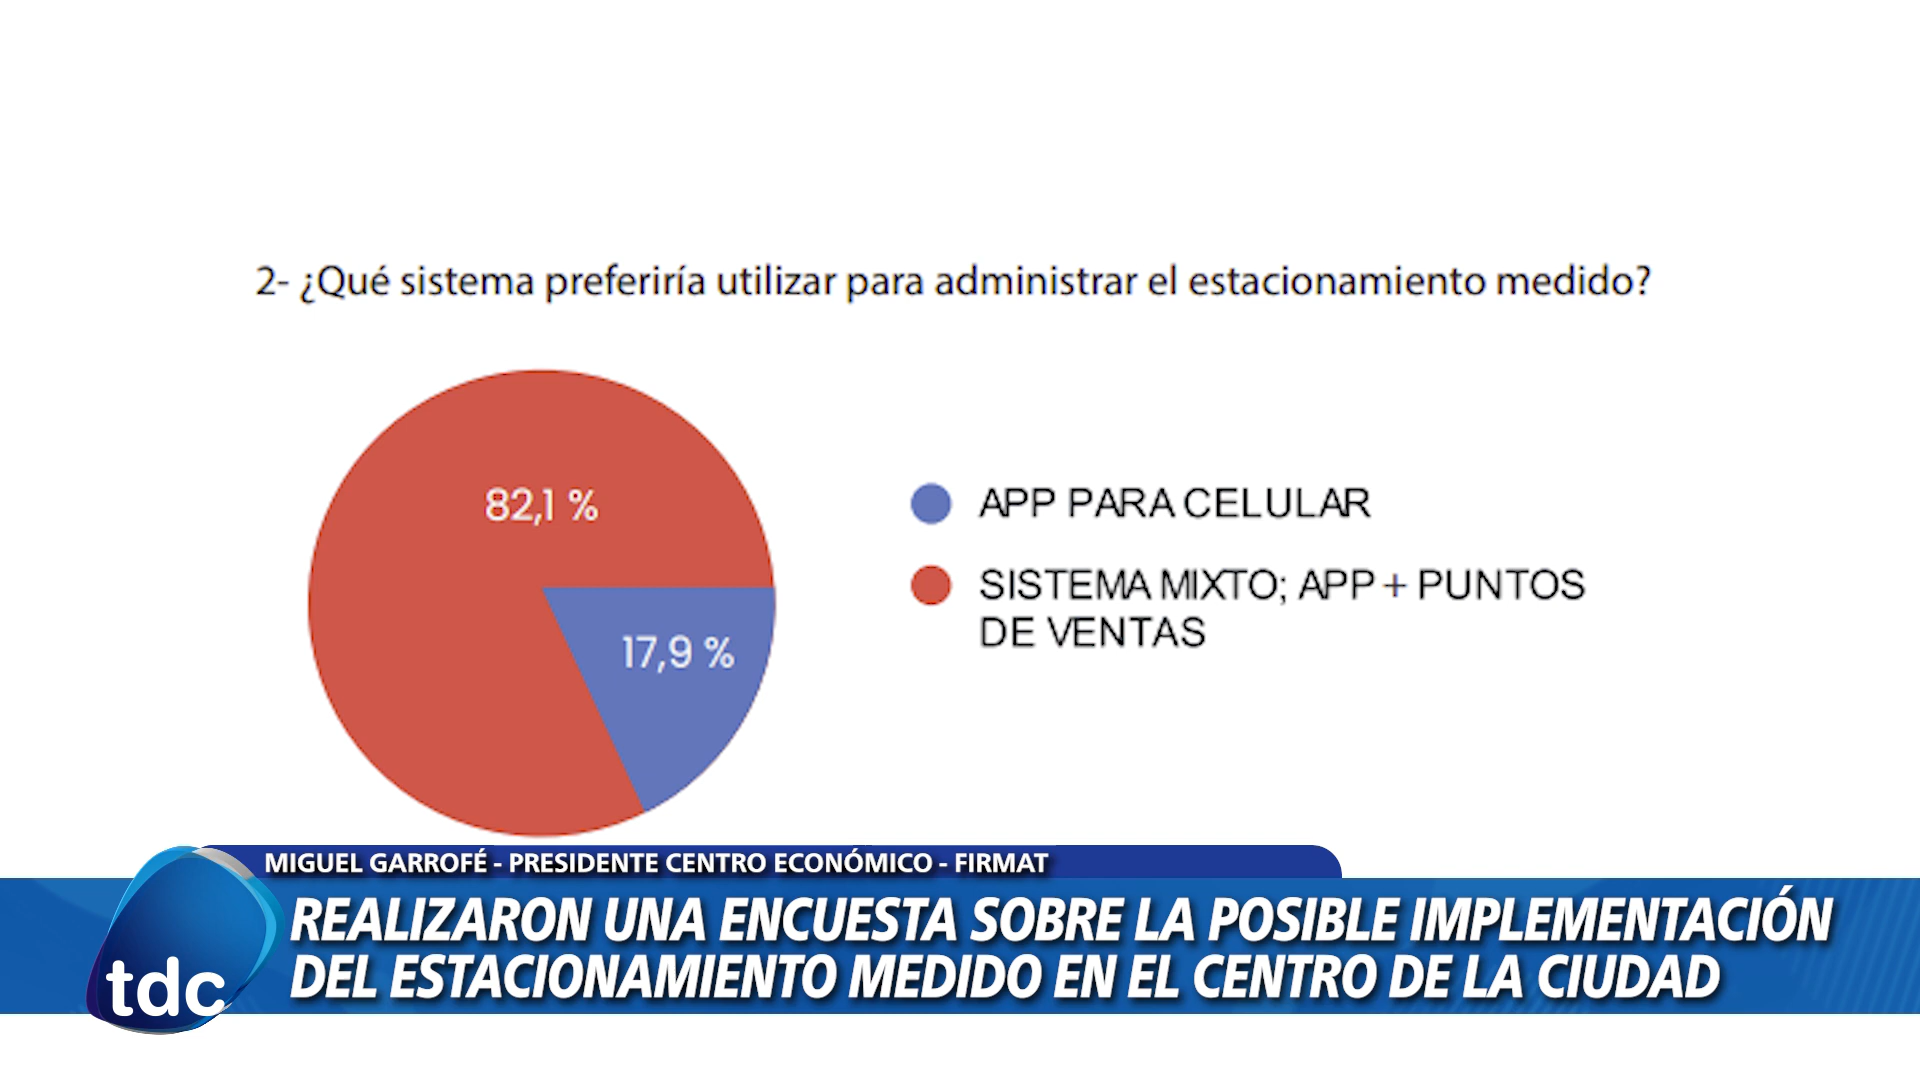 2- ¿Qué sistema preferiría utilizar para administrar el estacionamiento medido?
82,1 %
17,9 %
APP PARA CELULAR
SISTEMA MIXTO; APP + PUNTOS
DE VENTAS
MIGUEL GARROFÉ - PRESIDENTE CENTRO ECONÓMICO - FIRMAT
REALIZARON UNA ENCUESTA SOBRE LA POSIBLE IMPLEMENTACIÓN
DEL ESTACIONAMIENTO MEDIDO EN EL CENTRO DE LA CIUDAD
tdc